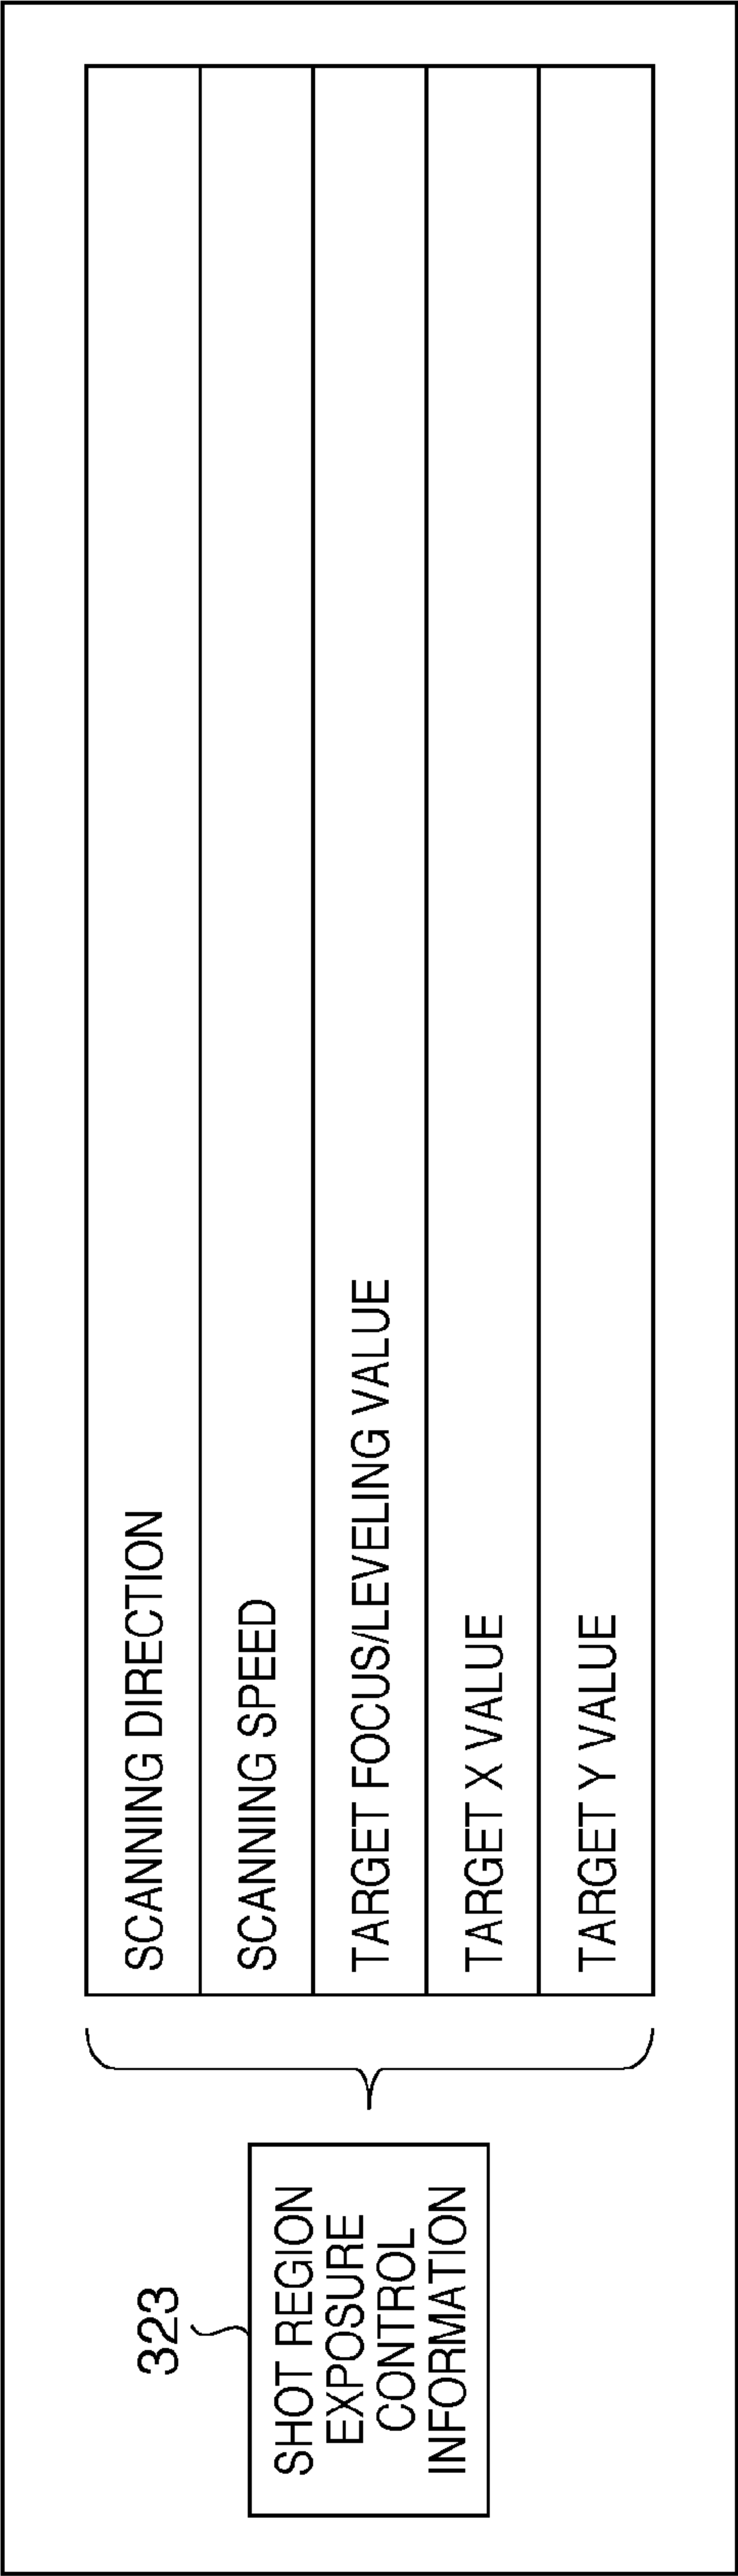 323
SHOT REGION
EXPOSURE
CONTROL
INFORMATION
SCANNING DIRECTION
SCANNING SPEED
TARGET FOCUS/LEVELING VALUE
TARGET X VALUE
TARGET Y VALUE